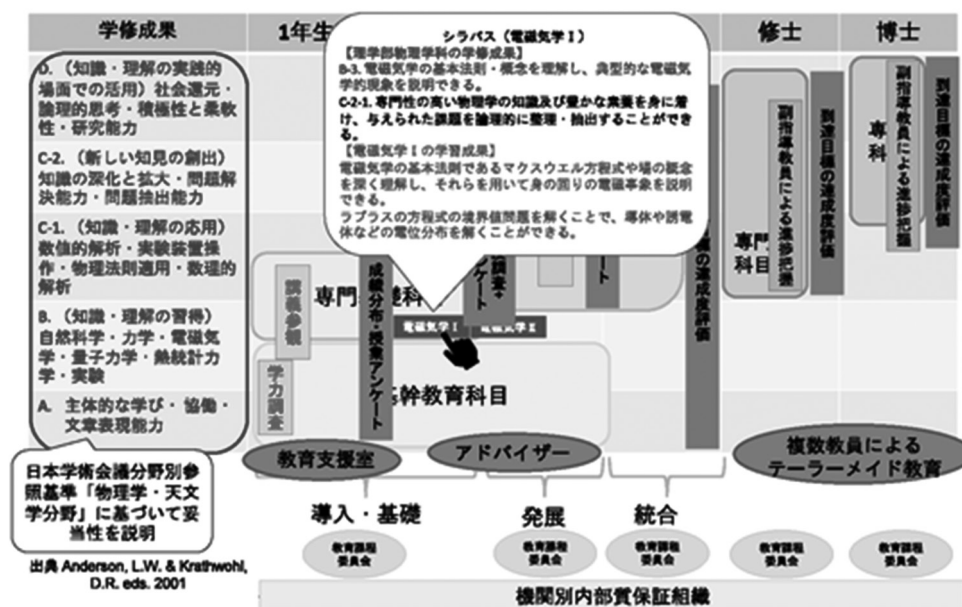 学修成果
1年生
修士
博士
D. （知識・理解の実践的
場面での活用）社会還元・
論理的思考・積極性と柔軟
性・研究能力
C-2. （新しい知見の創出）
知識の深化と拡大・問題解
決能力・問題抽出能力
C-1. （知識・理解の応用）
数値的解析・実験装置操
作・物理法則適用・数理的
解析
B. （知識・理解の習得）
自然科学・力学・電磁気
学・量子力学・熱統計力
学・実験
A. 主体的な学び・ 協働・
文章表現能力
シラバス（電磁気学Ⅰ）
【理学部物理学科の学修成果】
B-3. 電磁気学の基本法則・概念を理解し、典型的な電磁気
学的現象を説明できる。
C-2-1. 専門性の高い物理学の知識及び豊かな素養を身に着
け、与えられた課題を論理的に整理・抽出することができ
る。
【電磁気学Ⅰの学習成果】
電磁気学の基本法則であるマクスウエル方程式や場の概念
を深く理解し、それらを用いて身の回りの電磁事象を説明
できる。
ラプラスの方程式の境界値問題を解くことで、導体や誘電
体などの電位分布を解くことができる。
専門
礎科
講義参観
学力調査
成績分布・授業アンケート
調査+
ケート
ート
電磁気学Ⅰ
電磁気学Ⅱ
基幹教育科目
の達成度評価
専門
科目
副指導教員による進捗把握
到達目標の達成度評価
専
科
副指導教員による進捗把握
到達目標の達成度評価
教育支援室
アドバイザー
複数教員による
テーラーメイド教育
日本学術会議分野別参
照基準「物理学・天文
学分野」に基づいて妥
当性を説明
導入・基礎
発展
統合
教育課程
委員会
教育課程
委員会
教育課程
委員会
教育課程
委員会
教育課程
委員会
出典 Anderson, L.W. & Krathwohl,
D.R. eds. 2001
機関別内部質保証組織